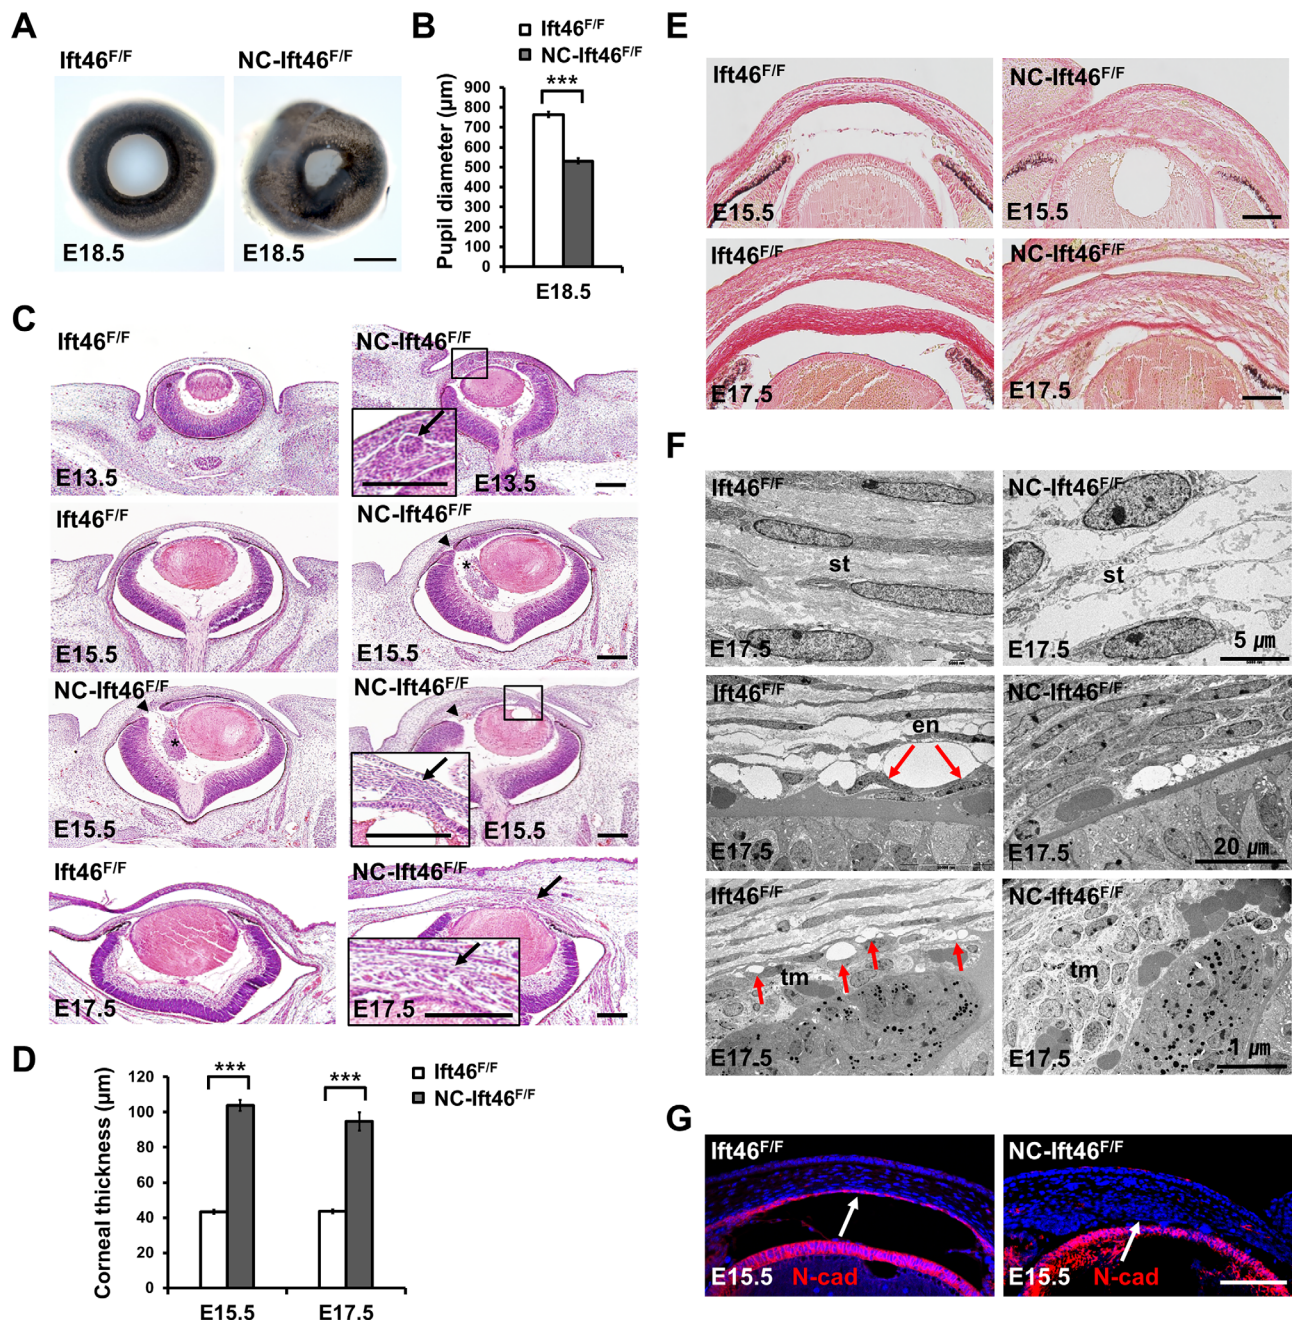 A
Ift46F/F
NC-Ift46F/F
E18.5
E18.5
B
Ift46F/F
NC-Ift46F/F
***
Pupil diameter (µm)
900
800
700
600
500
400
300
200
100
0
E18.5
C
Ift46F/F
NC-Ift46F/F
E13.5
E13.5
Ift46F/F
NC-Ift46F/F
*
E15.5
E15.5
NC-Ift46F/F
NC-Ift46F/F
*
E15.5
E15.5
Ift46F/F
NC-Ift46F/F
E17.5
E17.5
D
Ift46F/F
NC-Ift46F/F
***
***
Corneal thickness (µm)
120
100
80
60
40
20
0
E15.5
E17.5
E
Ift46F/F
NC-Ift46F/F
E15.5
E15.5
Ift46F/F
NC-Ift46F/F
E17.5
E17.5
F
Ift46F/F
NC-Ift46F/F
st
st
E17.5
E17.5
5 µm
Ift46F/F
NC-Ift46F/F
en
E17.5
E17.5
20 µm
Ift46F/F
NC-Ift46F/F
tm
tm
E17.5
E17.5
1 µm
G
Ift46F/F
NC-Ift46F/F
E15.5
N-cad
E15.5
N-cad